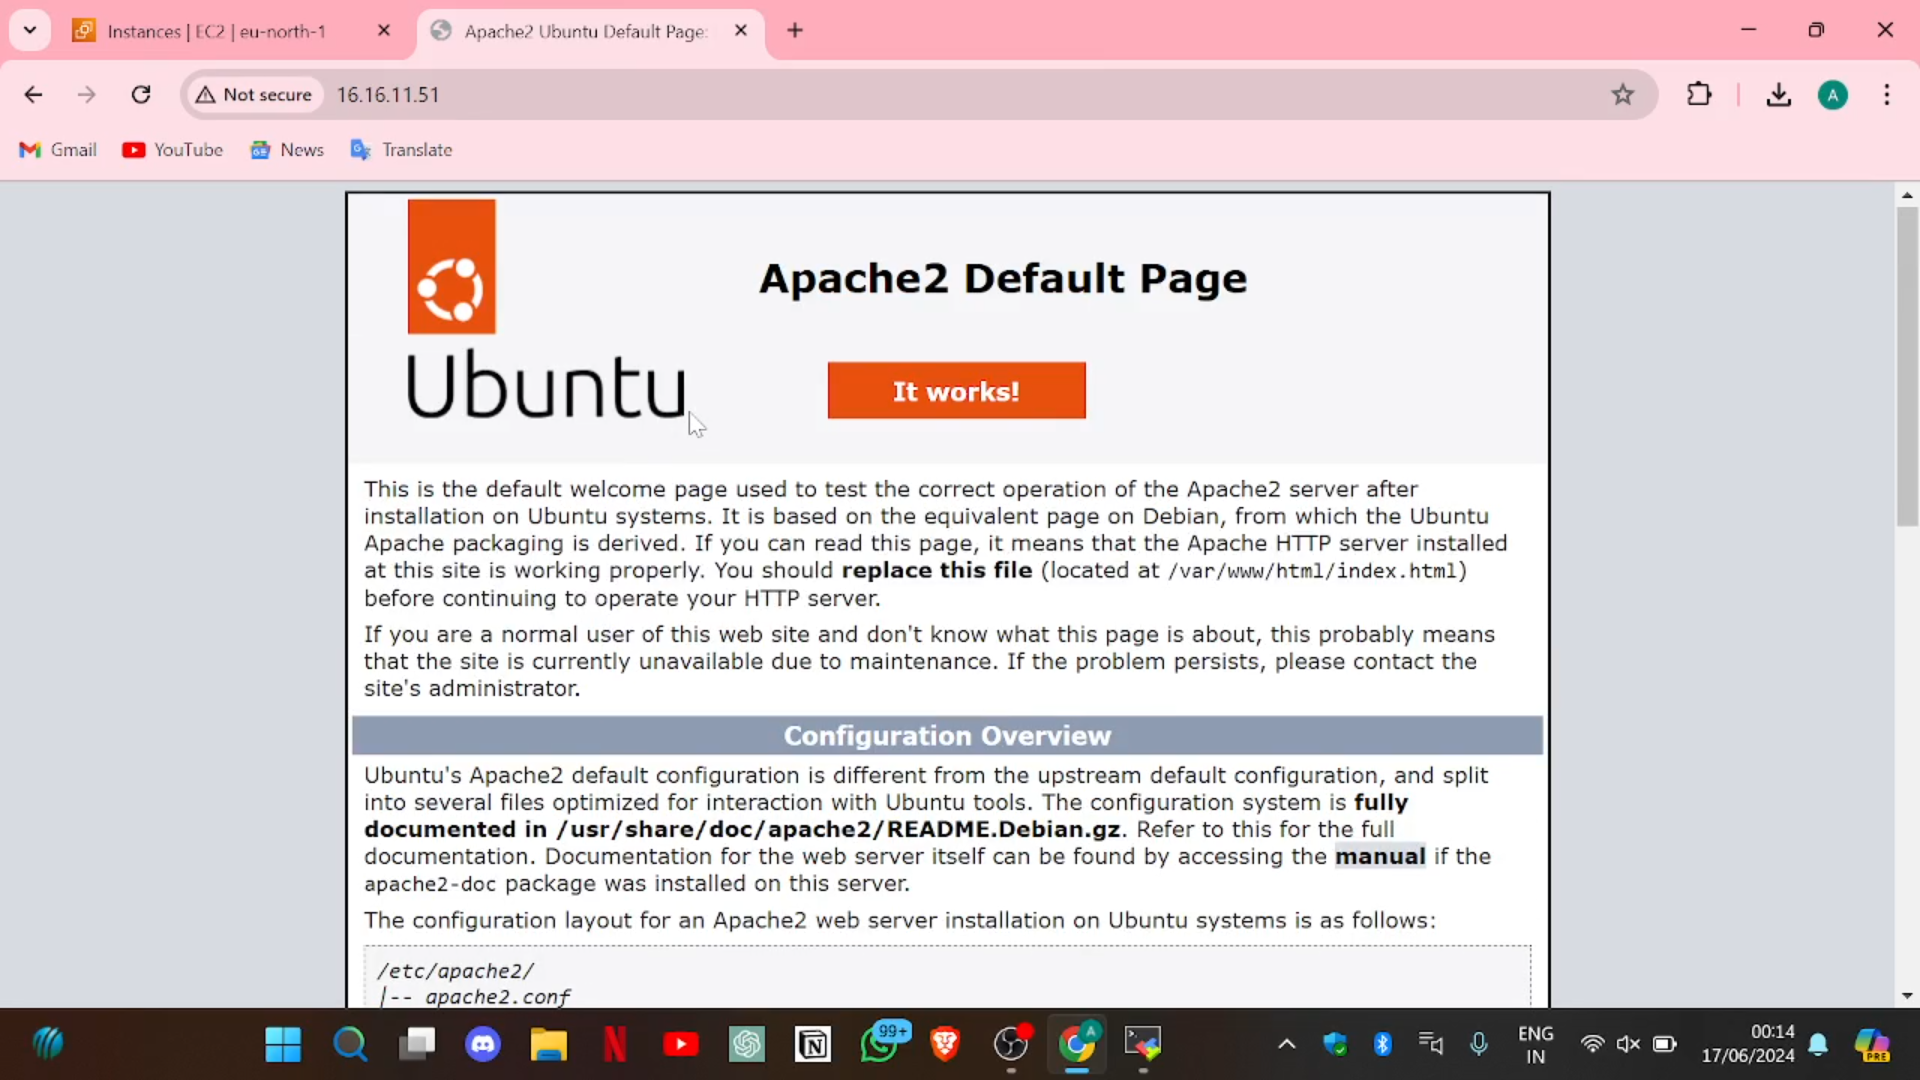 Instances | EC2 | eu-north-1
Apache2 Ubuntu Default Page:
Not secure
16.16.11.51
A
Gmail
YouTube
News
Translate
Apache2 Default Page
Ubuntu
It works!
This is the default welcome page used to test the correct operation of the Apache2 server after
installation on Ubuntu systems. It is based on the equivalent page on Debian, from which the Ubuntu
Apache packaging is derived. If you can read this page, it means that the Apache HTTP server installed
at this site is working properly. You should replace this file (located at /var/www/html/index.html)
before continuing to operate your HTTP server.
If you are a normal user of this web site and don't know what this page is about, this probably means
that the site is currently unavailable due to maintenance. If the problem persists, please contact the
site's administrator.
Configuration Overview
Ubuntu's Apache2 default configuration is different from the upstream default configuration, and split
into several files optimized for interaction with Ubuntu tools. The configuration system is fully
documented in /usr/share/doc/apache2/README.Debian.gz. Refer to this for the full
documentation. Documentation for the web server itself can be found by accessing the manual if the
apache2-doc package was installed on this server.
The configuration layout for an Apache2 web server installation on Ubuntu systems is as follows:
/etc/apache2/
|-- apache2.conf
99+
A
ENG
IN
00:14
17/06/2024
PRE